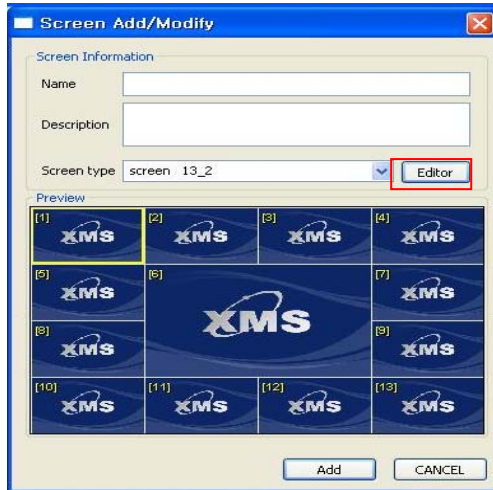 Screen Add/Modify
Screen Information
Name
Description
Screen type screen 13_2 Editor
Preview
[1] XMS [2] XMS [3] XMS [4] XMS
[5] XMS [6] XMS [7] XMS
[8] XMS [9] XMS
[10] XMS [11] XMS [12] XMS [13] XMS
Add CANCEL